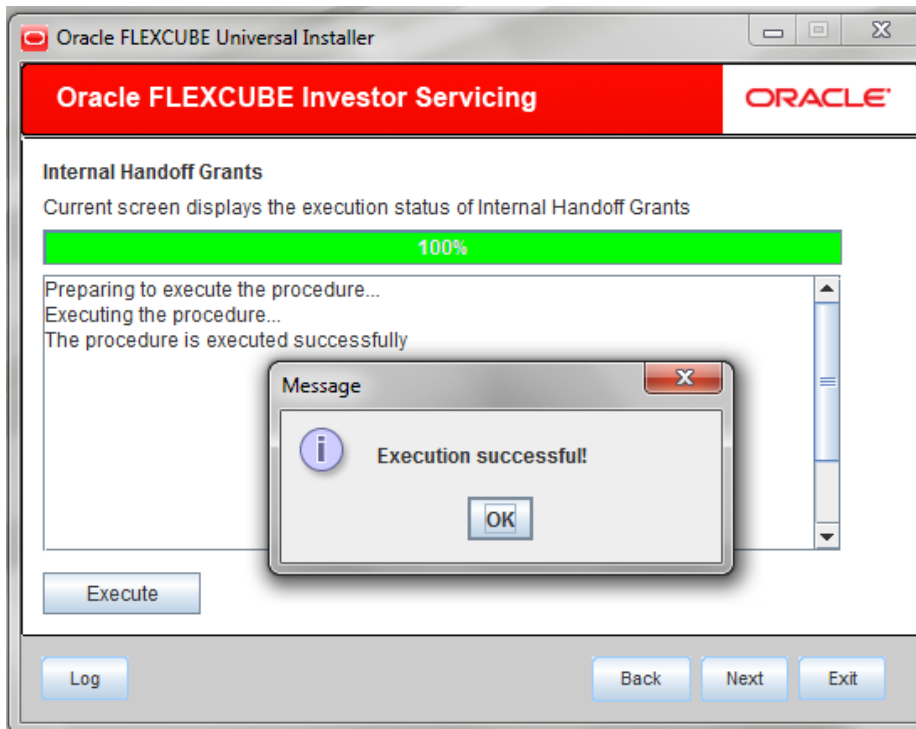 Oracle FLEXCUBE Universal Installer
Oracle FLEXCUBE Investor Servicing
ORACLE
Internal Handoff Grants
Current screen displays the execution status of Internal Handoff Grants
100%
Preparing to execute the procedure...
Executing the procedure...
The procedure is executed successfully
Message
Execution successful!
OK
Execute
Log Back Next Exit